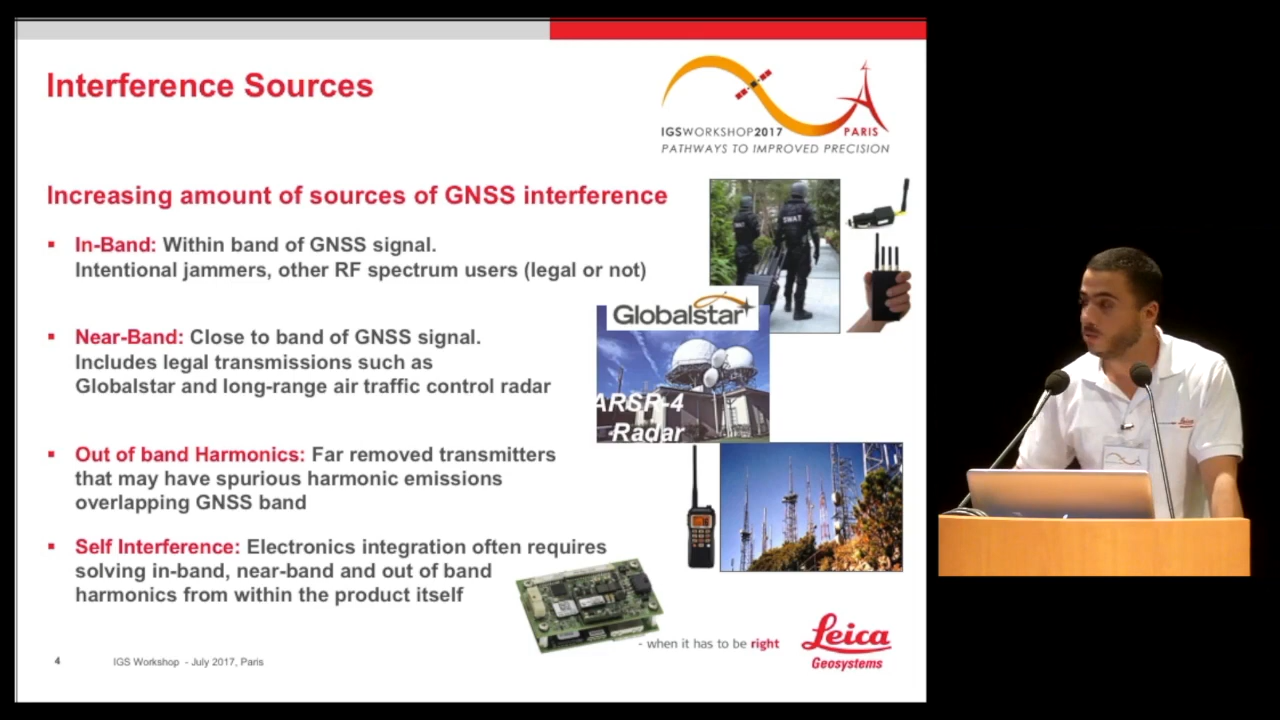 Interference Sources
IGSWORKSHOP2017 PARIS
PATHWAYS TO IMPROVED PRECISION
Increasing amount of sources of GNSS interference
▪ In-Band: Within band of GNSS signal.
Intentional jammers, other RF spectrum users (legal or not)
SWAT
Globalstar
▪ Near-Band: Close to band of GNSS signal.
Includes legal transmissions such as
Globalstar and long-range air traffic control radar
ARSR-4
Radar
▪ Out of band Harmonics: Far removed transmitters
that may have spurious harmonic emissions
overlapping GNSS band
▪ Self Interference: Electronics integration often requires
solving in-band, near-band and out of band
harmonics from within the product itself
- when it has to be right
Leica
Geosystems
4 IGS Workshop - July 2017, Paris
Leica